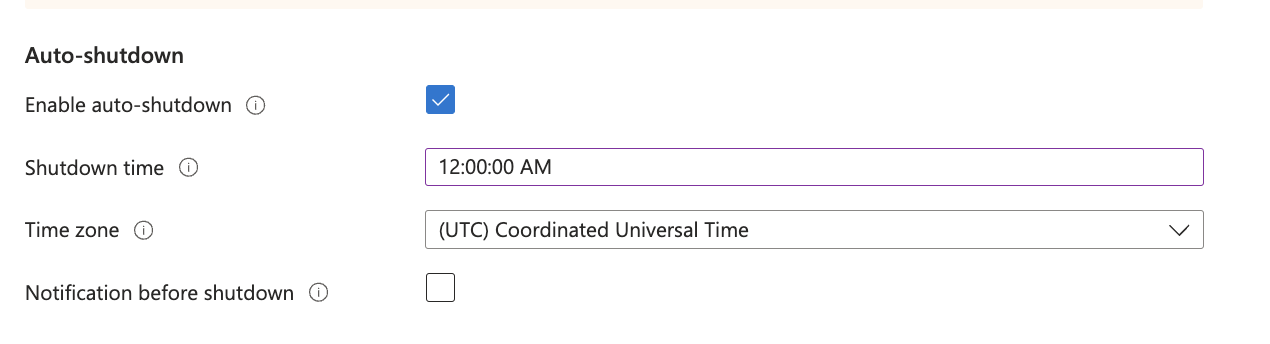 Auto-shutdown
Enable auto-shutdown
Shutdown time
12:00:00 AM
Time zone
(UTC) Coordinated Universal Time
Notification before shutdown